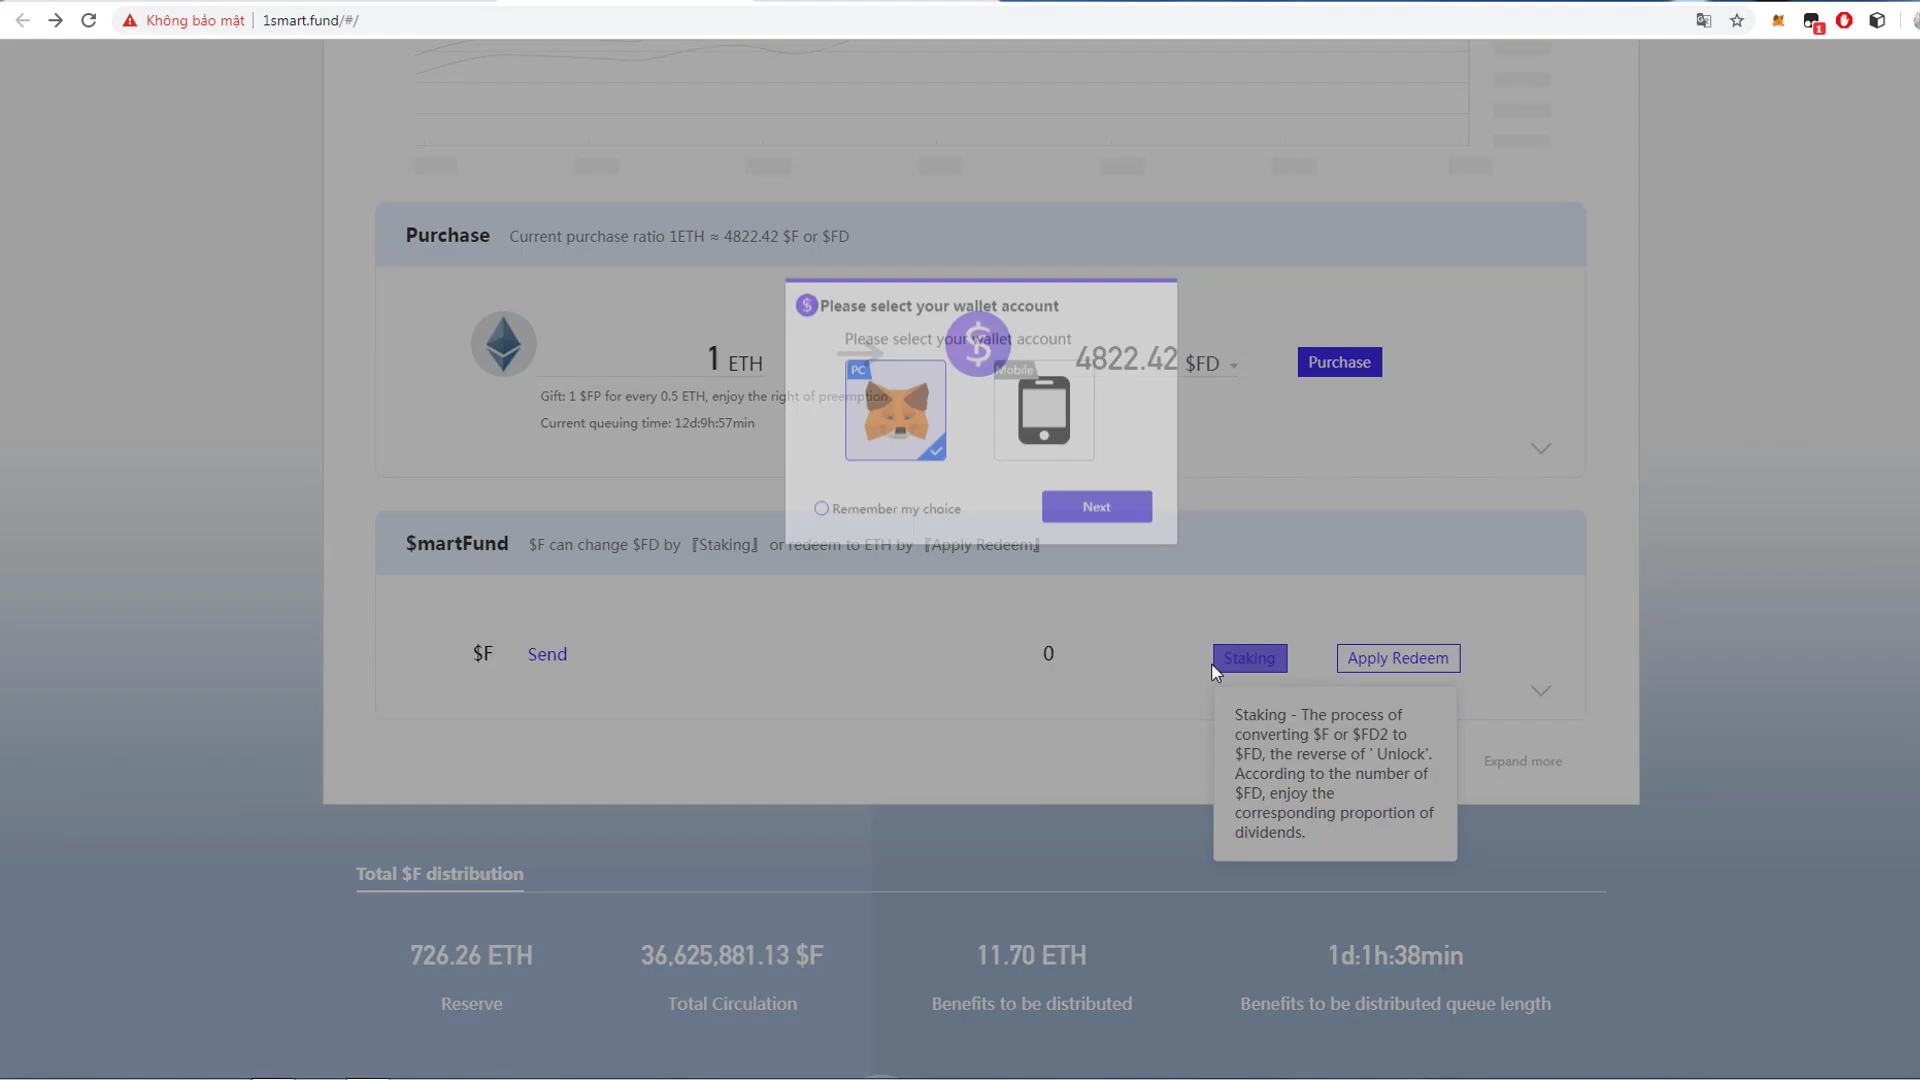 Không bảo mật
1smart.fund/#/
1
Purchase
Current purchase ratio 1ETH ≈ 4822.42 $F or $FD
Please select your wallet account
Please select your wallet account
1 ETH
4822.42 $FD
Purchase
PC
Mobile
Gift: 1 $FP for every 0.5 ETH, enjoy the right of preemption
Current queuing time: 12d:9h:57min
Remember my choice
Next
$martFund
$F can change $FD by 『Staking』 or redeem to ETH by 『Apply Redeem』
$F
Send
0
Staking
Apply Redeem
Staking - The process of
converting $F or $FD2 to
$FD, the reverse of ' Unlock'.
According to the number of
$FD, enjoy the
corresponding proportion of
dividends.
Expand more
Total $F distribution
726.26 ETH
36,625,881.13 $F
11.70 ETH
1d:1h:38min
Reserve
Total Circulation
Benefits to be distributed
Benefits to be distributed queue length